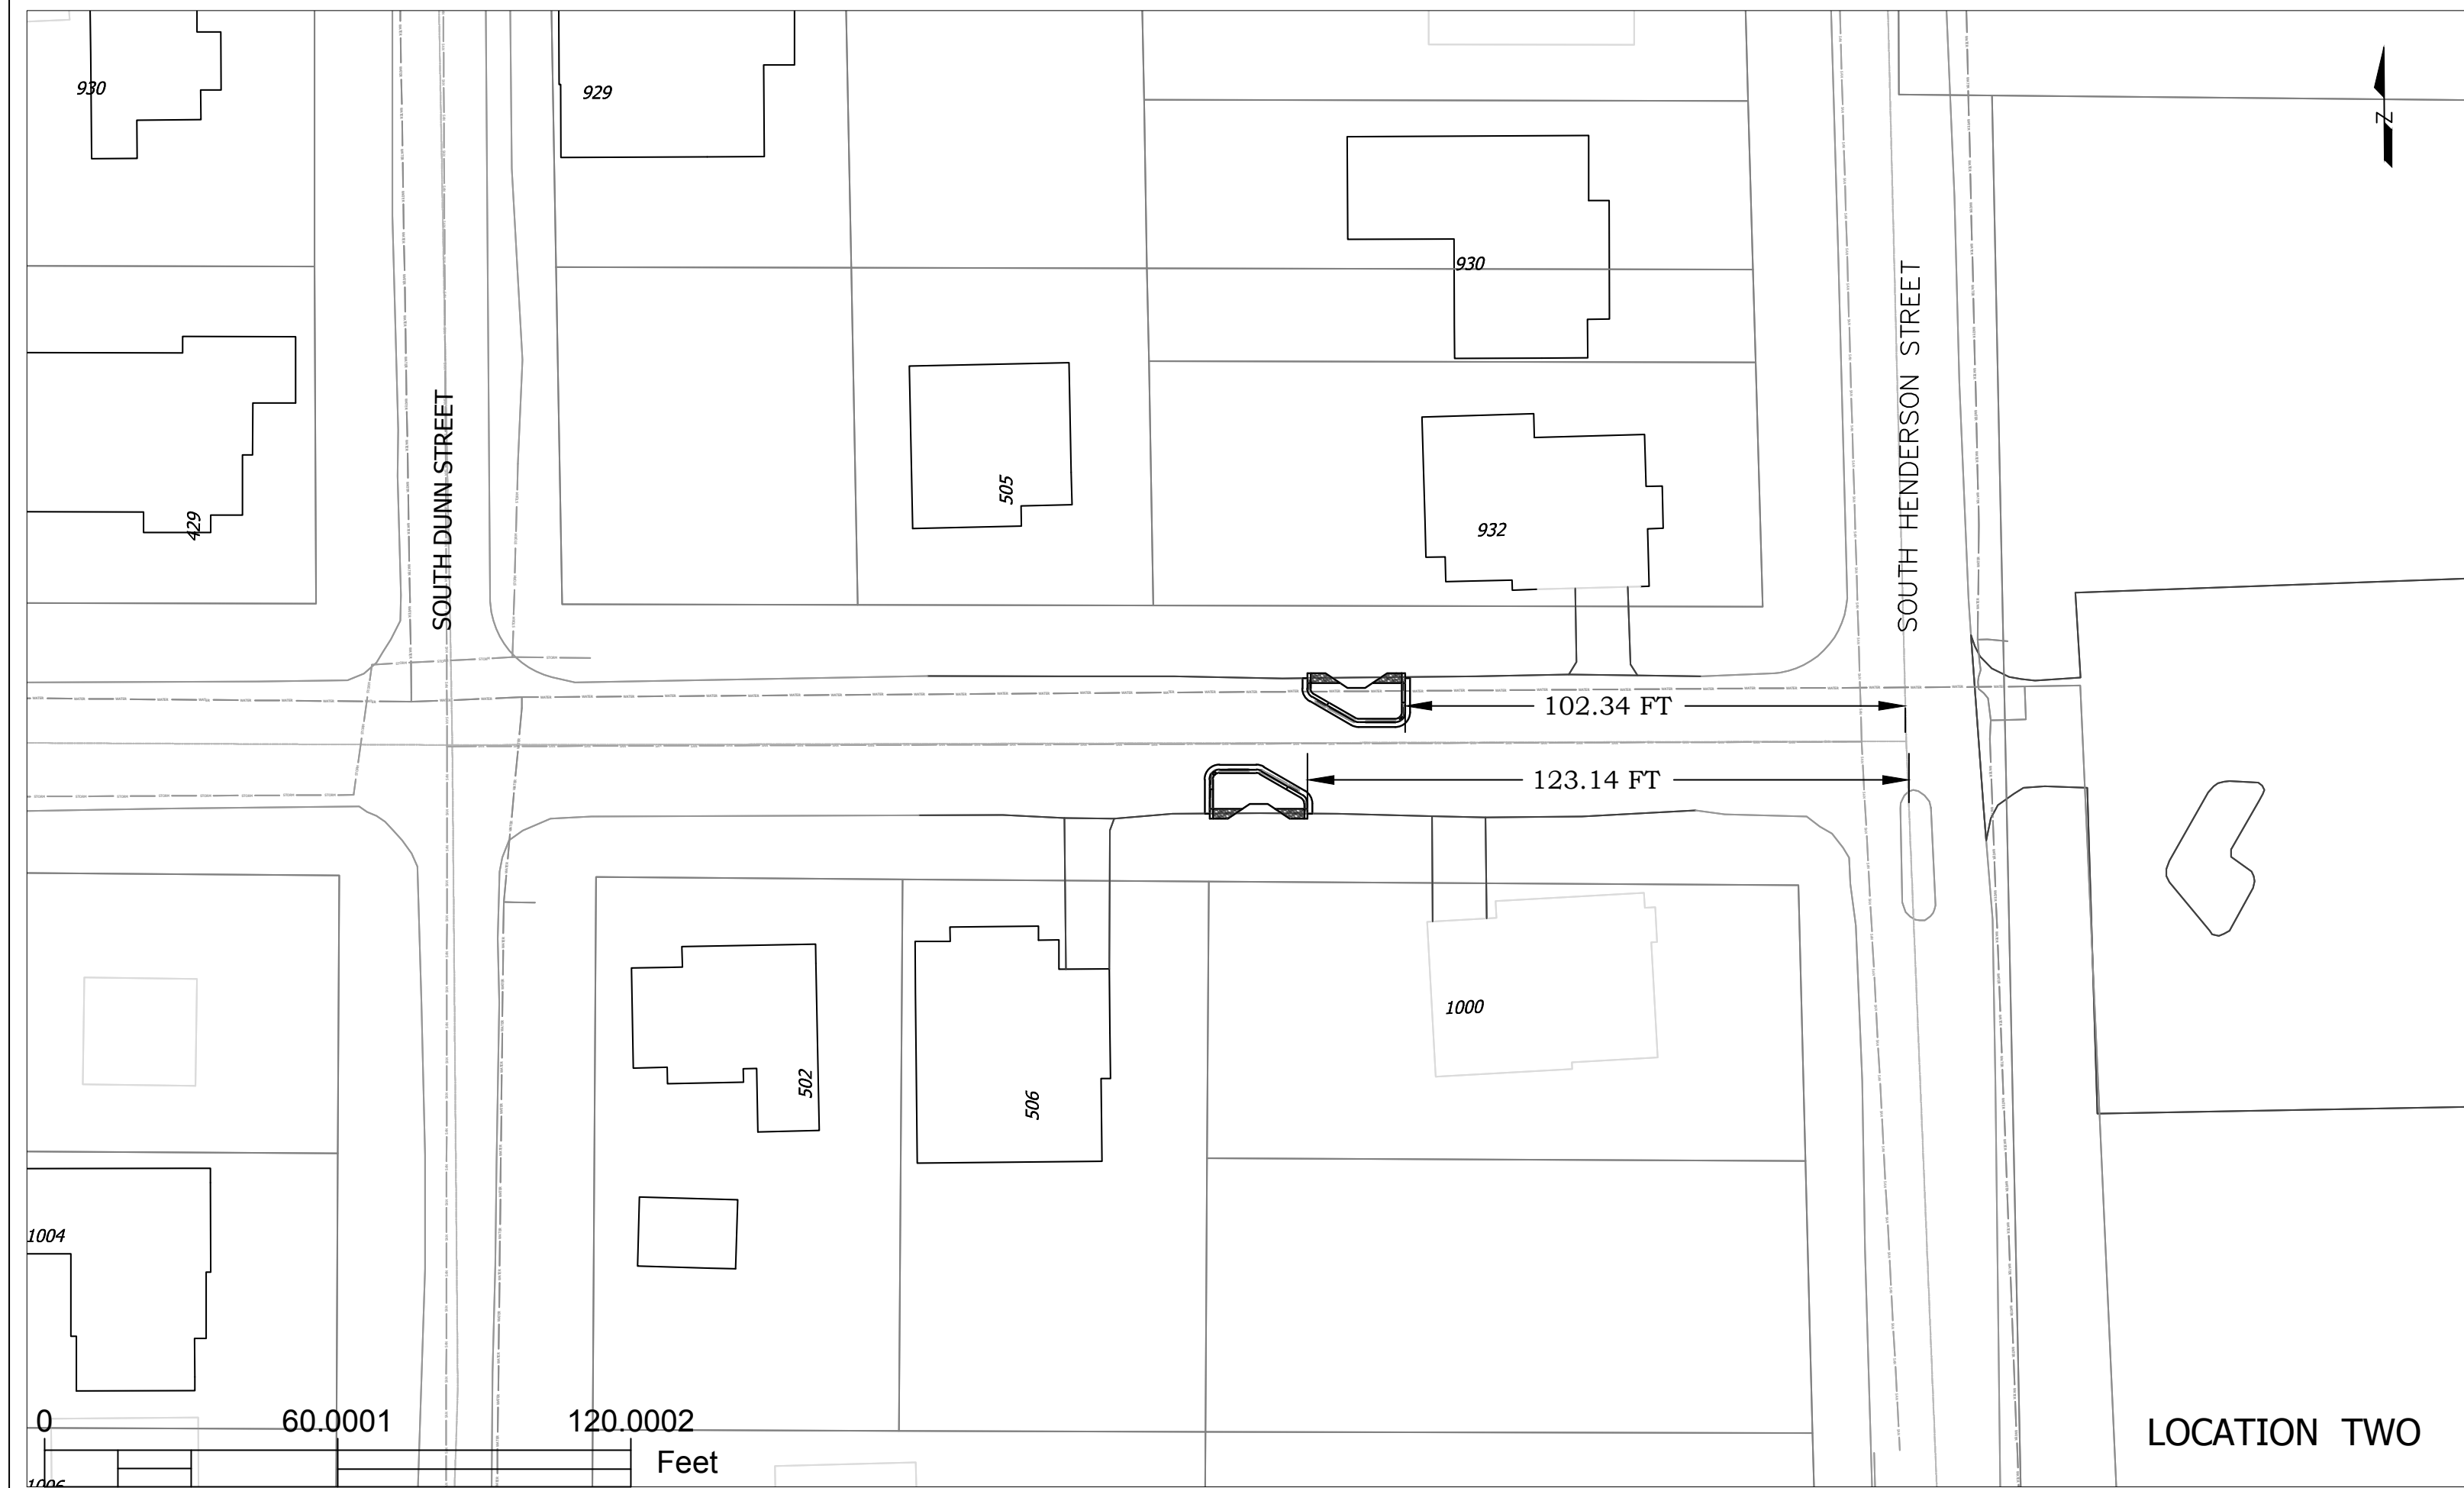 930
929
N
930
SOUTH HENDERSON STREET
SOUTH DUNN STREET
505
429
932
102.34 FT
123.14 FT
1000
502
506
1004
0 60.0001 120.0002
Feet
LOCATION TWO
1006